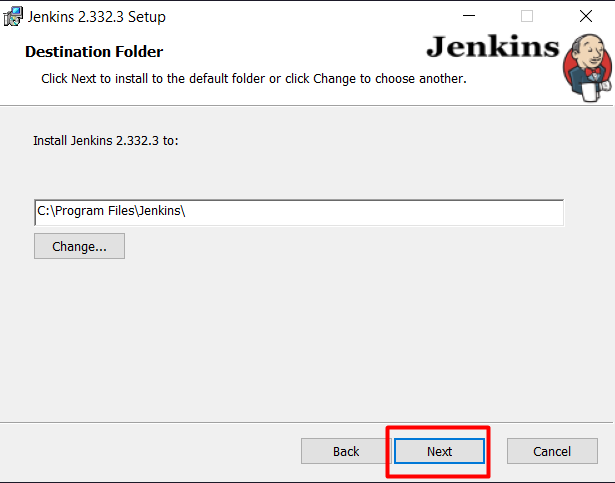 Jenkins 2.332.3 Setup
Destination Folder
Jenkins
Click Next to install to the default folder or click Change to choose another.
Install Jenkins 2.332.3 to:
C:\Program Files\Jenkins\
Change...
Back
Next
Cancel